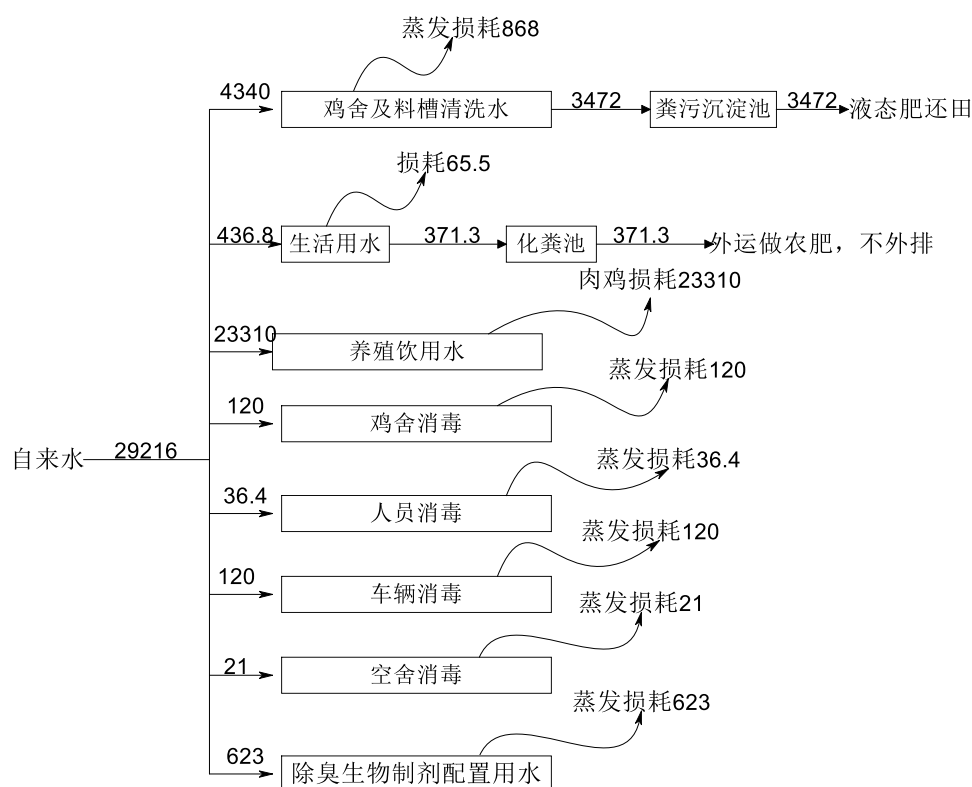 蒸发损耗868
4340
鸡舍及料槽清洗水
3472
粪污沉淀池
3472
液态肥还田
损耗65.5
436.8
生活用水
371.3
化粪池
371.3
外运做农肥，不外排
肉鸡损耗23310
23310
养殖饮用水
蒸发损耗120
120
鸡舍消毒
自来水
29216
蒸发损耗36.4
36.4
人员消毒
蒸发损耗120
120
车辆消毒
蒸发损耗21
21
空舍消毒
蒸发损耗623
623
除臭生物制剂配置用水